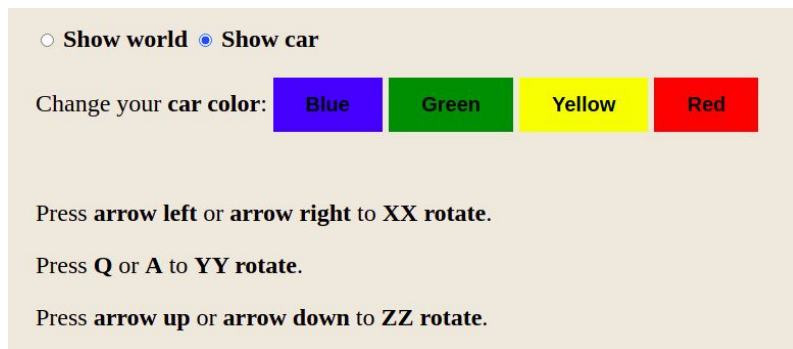 Show world Show car
Change your car color: Blue Green Yellow Red
Press arrow left or arrow right to XX rotate.
Press Q or A to YY rotate.
Press arrow up or arrow down to ZZ rotate.